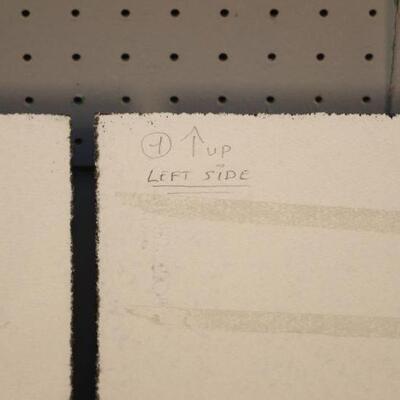 1 ↑ UP
LEFT SIDE